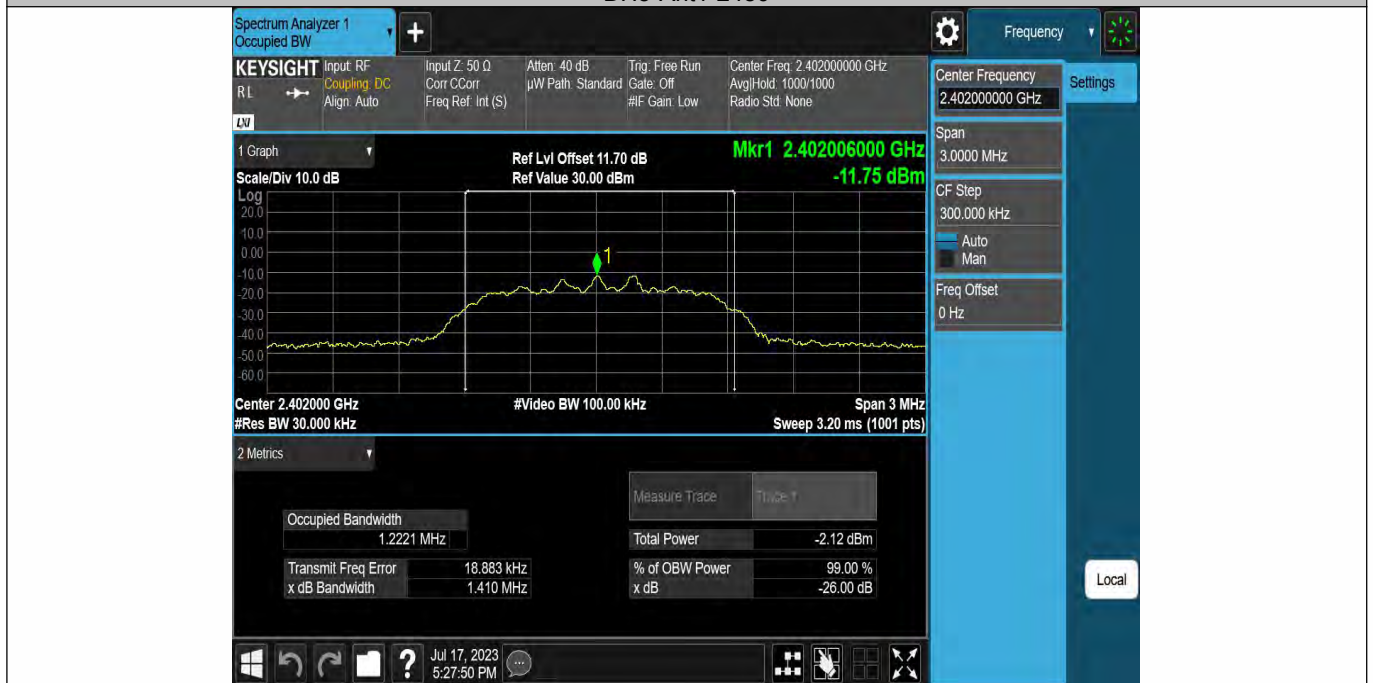 Spectrum Analyzer 1
Occupied BW
Frequency
KEYSIGHT
RL
LXI
Input: RF
Coupling: DC
Align: Auto
Input Z: 50 Ω
Corr CCorr
Freq Ref: Int (S)
Atten: 40 dB
µW Path: Standard
Trig: Free Run
Gate: Off
#IF Gain: Low
Center Freq: 2.402000000 GHz
Avg|Hold: 1000/1000
Radio Std: None
Center Frequency
2.402000000 GHz
Settings
Span
3.0000 MHz
CF Step
300.000 kHz
Auto
Man
Freq Offset
0 Hz
Local
1 Graph
Scale/Div 10.0 dB
Ref Lvl Offset 11.70 dB
Ref Value 30.00 dBm
Mkr1 2.402006000 GHz
-11.75 dBm
Log
20.0
10.0
0.00
-10.0
-20.0
-30.0
-40.0
-50.0
-60.0
1
Center 2.402000 GHz
#Video BW 100.00 kHz
Span 3 MHz
#Res BW 30.000 kHz
Sweep 3.20 ms (1001 pts)
2 Metrics
Measure Trace
Trace 1
Occupied Bandwidth
1.2221 MHz
Total Power
-2.12 dBm
Transmit Freq Error
18.883 kHz
% of OBW Power
99.00 %
x dB Bandwidth
1.410 MHz
x dB
-26.00 dB
?
Jul 17, 2023
5:27:50 PM